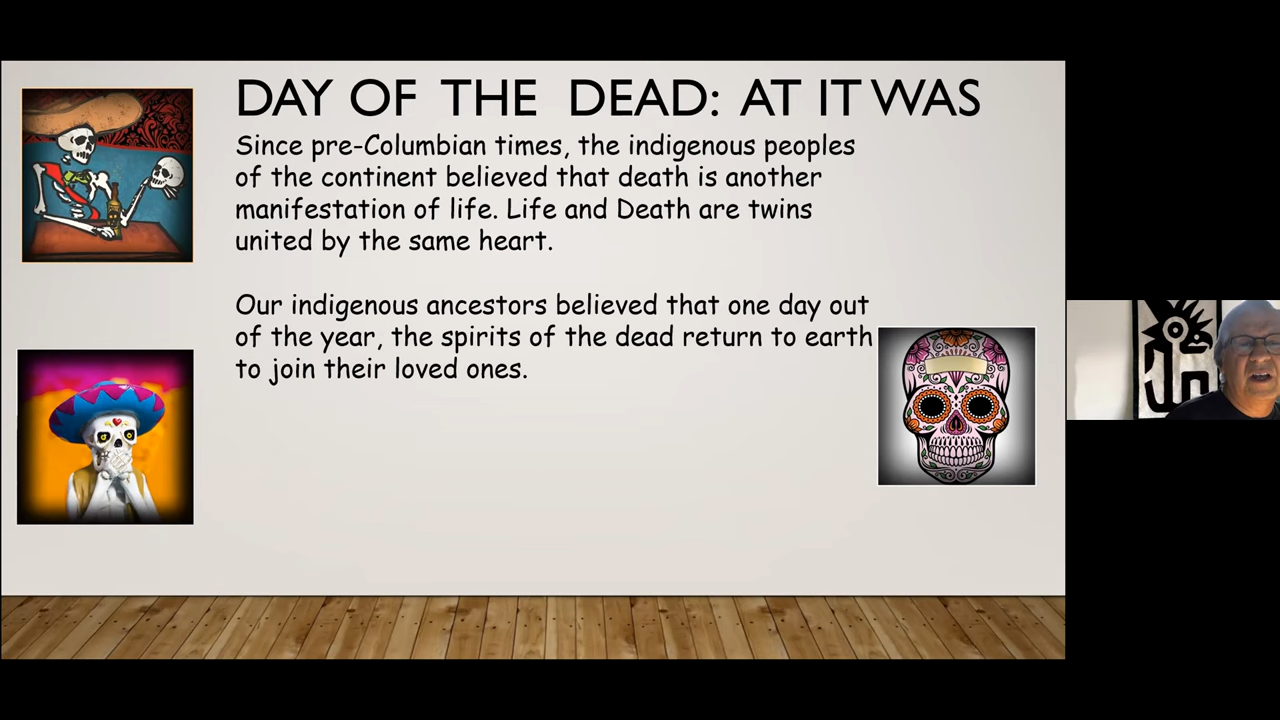 DAY OF THE DEAD: AT IT WAS
Since pre-Columbian times, the indigenous peoples
of the continent believed that death is another
manifestation of life. Life and Death are twins
united by the same heart.
Our indigenous ancestors believed that one day out
of the year, the spirits of the dead return to earth
to join their loved ones.